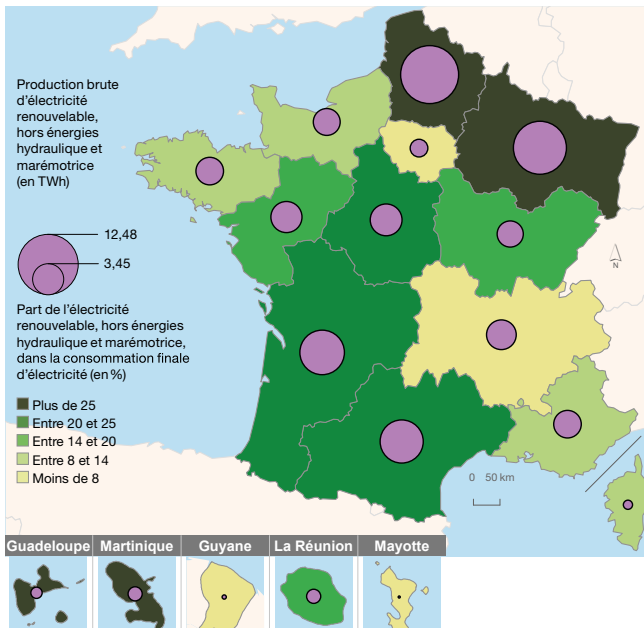 Production brute
d'électricité
renouvelable,
hors énergies
hydraulique et
marémotrice
(en TWh)
12,48
3,45
Part de l'électricité
renouvelable, hors énergies
hydraulique et marémotrice,
dans la consommation finale
d'électricité (en %)
Plus de 25
Entre 20 et 25
Entre 14 et 20
Entre 8 et 14
Moins de 8
N
0 50 km
Guadeloupe Martinique Guyane La Réunion Mayotte